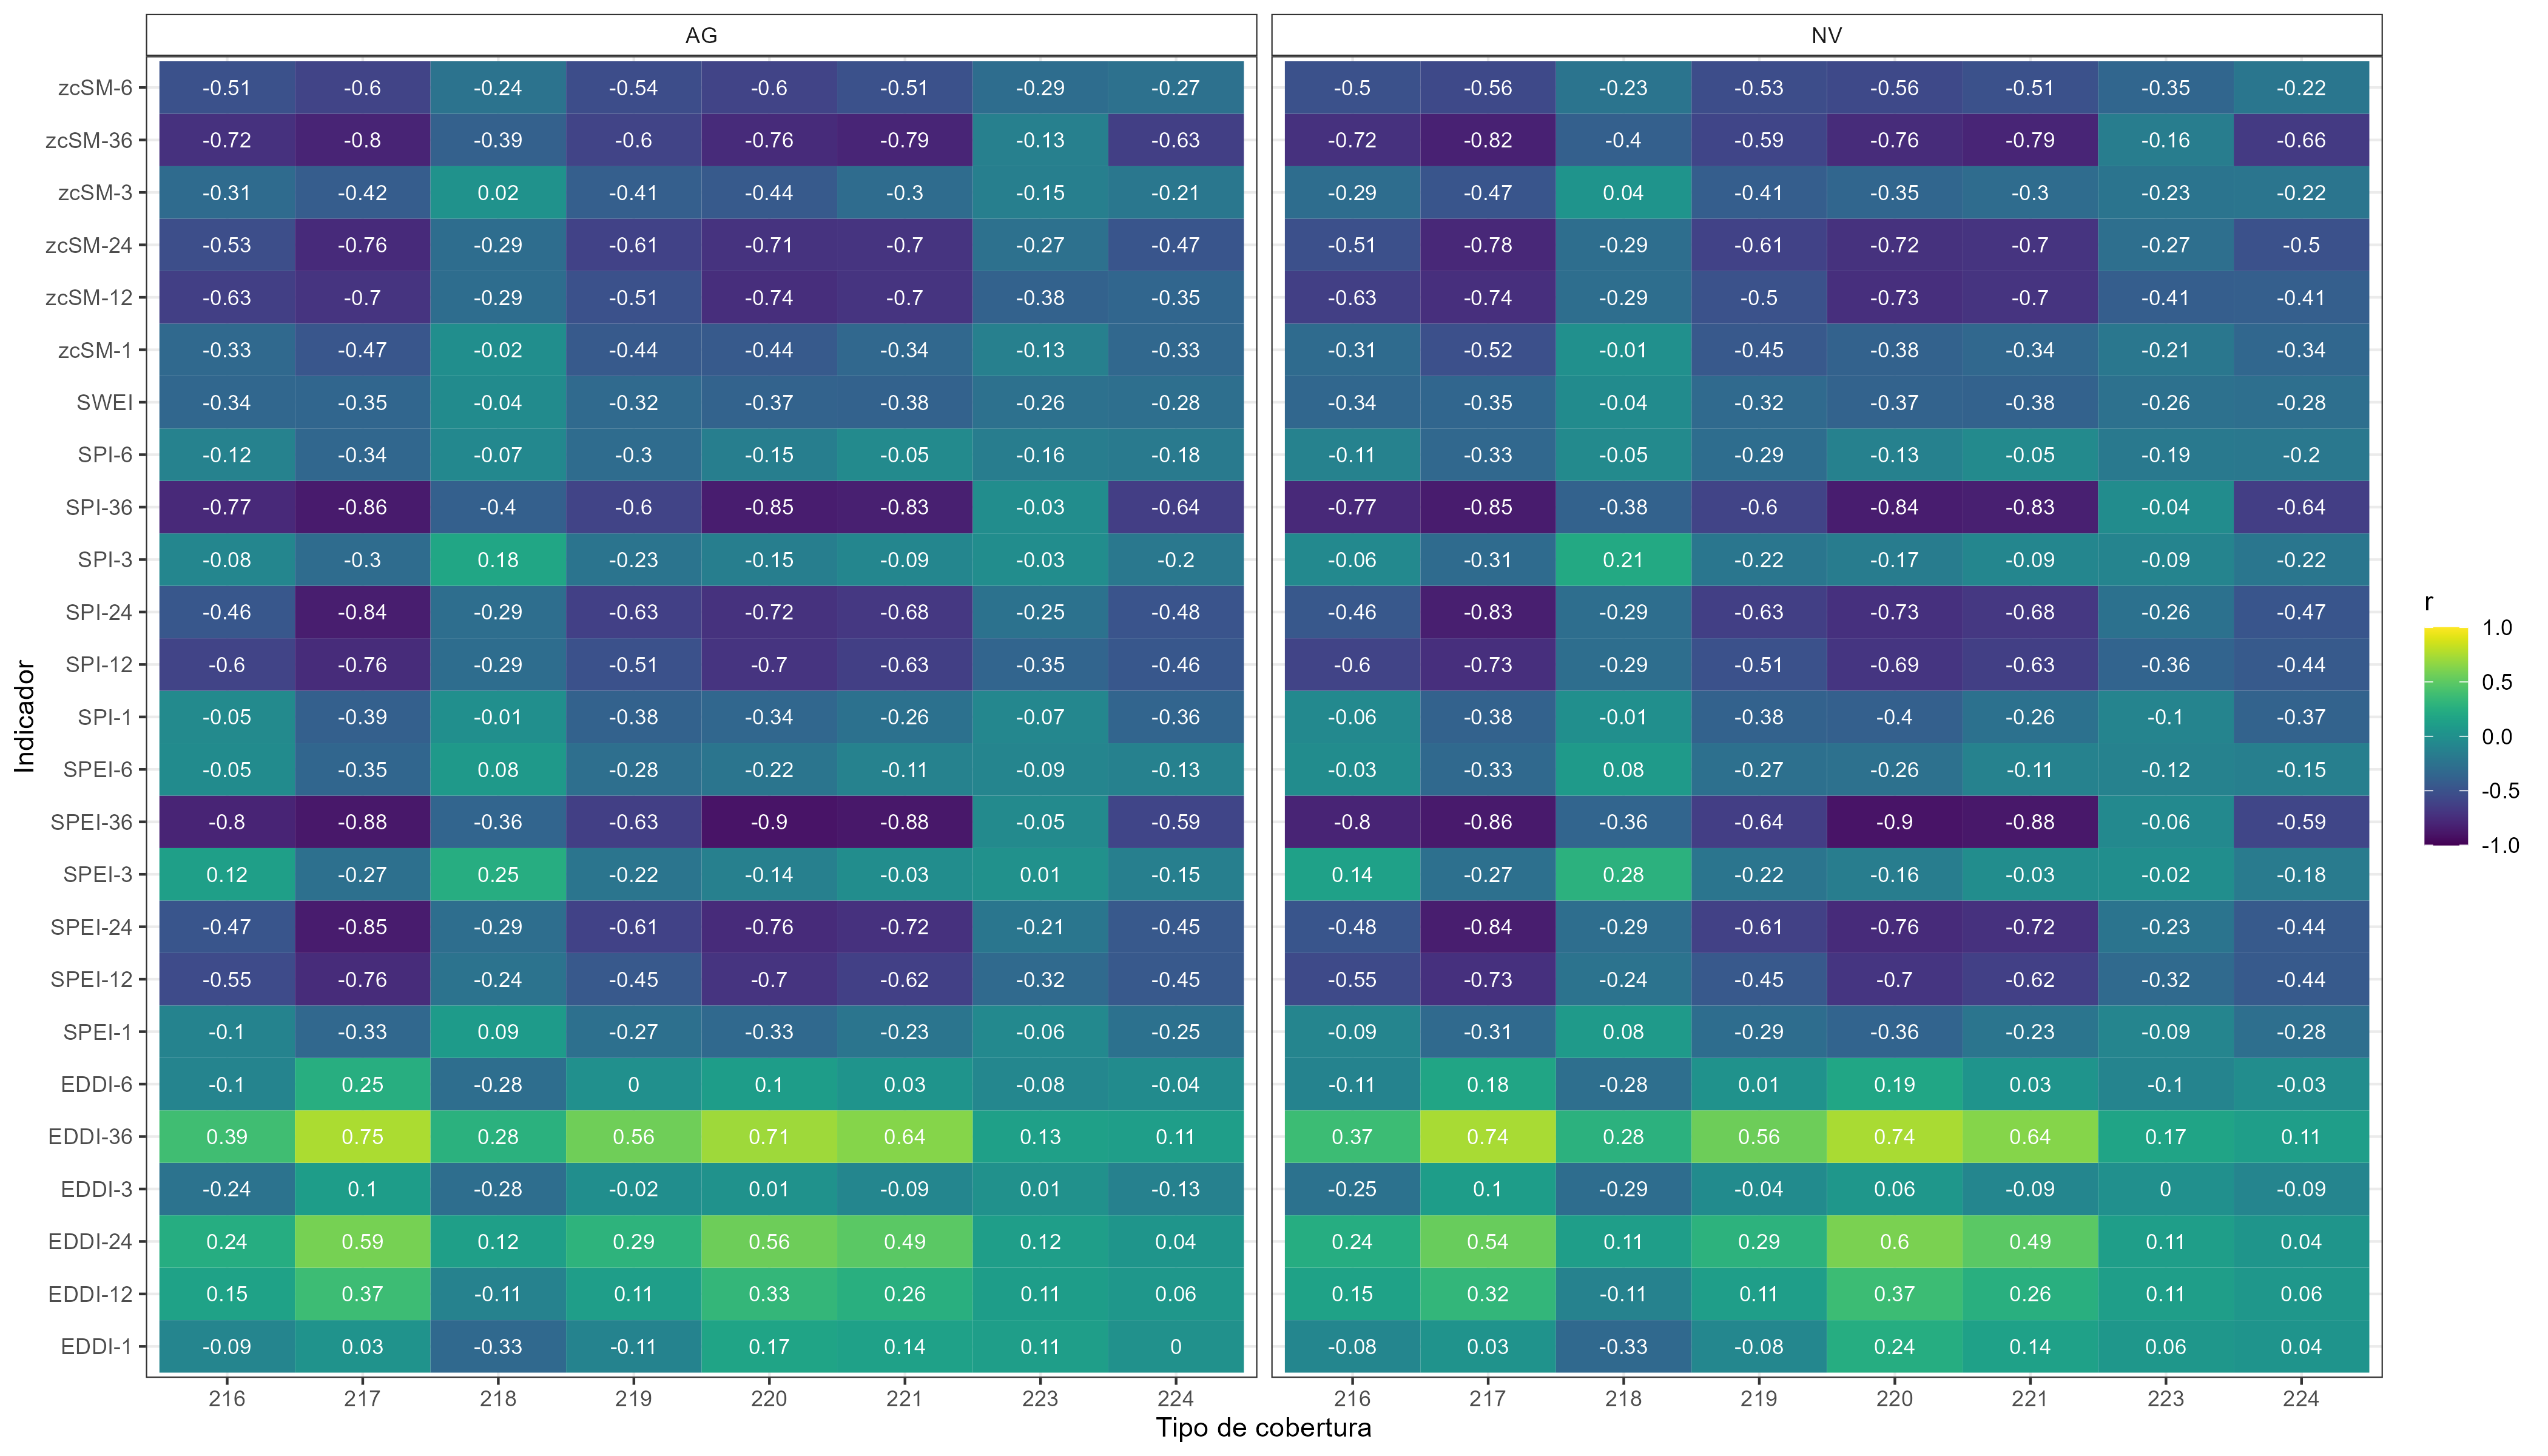 AG NV
zcSM-6 -0.51 -0.6 -0.24 -0.54 -0.6 -0.51 -0.29 -0.27 -0.5 -0.56 -0.23 -0.53 -0.56 -0.51 -0.35 -0.22
zcSM-36 -0.72 -0.8 -0.39 -0.6 -0.76 -0.79 -0.13 -0.63 -0.72 -0.82 -0.4 -0.59 -0.76 -0.79 -0.16 -0.66
zcSM-3 -0.31 -0.42 0.02 -0.41 -0.44 -0.3 -0.15 -0.21 -0.29 -0.47 0.04 -0.41 -0.35 -0.3 -0.23 -0.22
zcSM-24 -0.53 -0.76 -0.29 -0.61 -0.71 -0.7 -0.27 -0.47 -0.51 -0.78 -0.29 -0.61 -0.72 -0.7 -0.27 -0.5
zcSM-12 -0.63 -0.7 -0.29 -0.51 -0.74 -0.7 -0.38 -0.35 -0.63 -0.74 -0.29 -0.5 -0.73 -0.7 -0.41 -0.41
zcSM-1 -0.33 -0.47 -0.02 -0.44 -0.44 -0.34 -0.13 -0.33 -0.31 -0.52 -0.01 -0.45 -0.38 -0.34 -0.21 -0.34
SWEI -0.34 -0.35 -0.04 -0.32 -0.37 -0.38 -0.26 -0.28 -0.34 -0.35 -0.04 -0.32 -0.37 -0.38 -0.26 -0.28
SPI-6 -0.12 -0.34 -0.07 -0.3 -0.15 -0.05 -0.16 -0.18 -0.11 -0.33 -0.05 -0.29 -0.13 -0.05 -0.19 -0.2
SPI-36 -0.77 -0.86 -0.4 -0.6 -0.85 -0.83 -0.03 -0.64 -0.77 -0.85 -0.38 -0.6 -0.84 -0.83 -0.04 -0.64
SPI-3 -0.08 -0.3 0.18 -0.23 -0.15 -0.09 -0.03 -0.2 -0.06 -0.31 0.21 -0.22 -0.17 -0.09 -0.09 -0.22
SPI-24 -0.46 -0.84 -0.29 -0.63 -0.72 -0.68 -0.25 -0.48 -0.46 -0.83 -0.29 -0.63 -0.73 -0.68 -0.26 -0.47
SPI-12 -0.6 -0.76 -0.29 -0.51 -0.7 -0.63 -0.35 -0.46 -0.6 -0.73 -0.29 -0.51 -0.69 -0.63 -0.36 -0.44
SPI-1 -0.05 -0.39 -0.01 -0.38 -0.34 -0.26 -0.07 -0.36 -0.06 -0.38 -0.01 -0.38 -0.4 -0.26 -0.1 -0.37
SPEI-6 -0.05 -0.35 0.08 -0.28 -0.22 -0.11 -0.09 -0.13 -0.03 -0.33 0.08 -0.27 -0.26 -0.11 -0.12 -0.15
SPEI-36 -0.8 -0.88 -0.36 -0.63 -0.9 -0.88 -0.05 -0.59 -0.8 -0.86 -0.36 -0.64 -0.9 -0.88 -0.06 -0.59
SPEI-3 0.12 -0.27 0.25 -0.22 -0.14 -0.03 0.01 -0.15 0.14 -0.27 0.28 -0.22 -0.16 -0.03 -0.02 -0.18
SPEI-24 -0.47 -0.85 -0.29 -0.61 -0.76 -0.72 -0.21 -0.45 -0.48 -0.84 -0.29 -0.61 -0.76 -0.72 -0.23 -0.44
SPEI-12 -0.55 -0.76 -0.24 -0.45 -0.7 -0.62 -0.32 -0.45 -0.55 -0.73 -0.24 -0.45 -0.7 -0.62 -0.32 -0.44
SPEI-1 -0.1 -0.33 0.09 -0.27 -0.33 -0.23 -0.06 -0.25 -0.09 -0.31 0.08 -0.29 -0.36 -0.23 -0.09 -0.28
EDDI-6 -0.1 0.25 -0.28 0 0.1 0.03 -0.08 -0.04 -0.11 0.18 -0.28 0.01 0.19 0.03 -0.1 -0.03
EDDI-36 0.39 0.75 0.28 0.56 0.71 0.64 0.13 0.11 0.37 0.74 0.28 0.56 0.74 0.64 0.17 0.11
EDDI-3 -0.24 0.1 -0.28 -0.02 0.01 -0.09 0.01 -0.13 -0.25 0.1 -0.29 -0.04 0.06 -0.09 0 -0.09
EDDI-24 0.24 0.59 0.12 0.29 0.56 0.49 0.12 0.04 0.24 0.54 0.11 0.29 0.6 0.49 0.11 0.04
EDDI-12 0.15 0.37 -0.11 0.11 0.33 0.26 0.11 0.06 0.15 0.32 -0.11 0.11 0.37 0.26 0.11 0.06
EDDI-1 -0.09 0.03 -0.33 -0.11 0.17 0.14 0.11 0 -0.08 0.03 -0.33 -0.08 0.24 0.14 0.06 0.04
216 217 218 219 220 221 223 224 216 217 218 219 220 221 223 224
Tipo de cobertura
Indicador
r
1.0
0.5
0.0
-0.5
-1.0